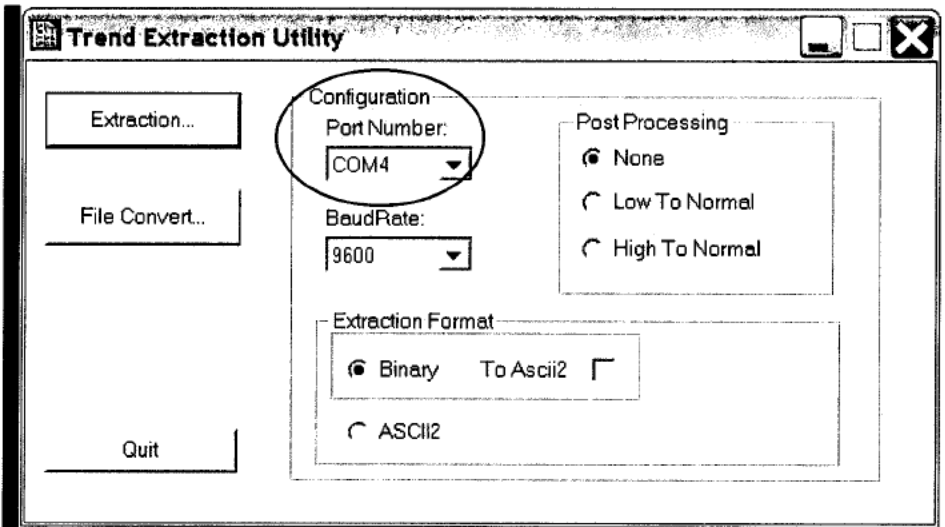 Trend Extraction Utility
Extraction...
File Convert...
Quit
Configuration
Port Number:
COM4
BaudRate:
9600
Post Processing
None
Low To Normal
High To Normal
Extraction Format
Binary To Ascii2
ASCII2